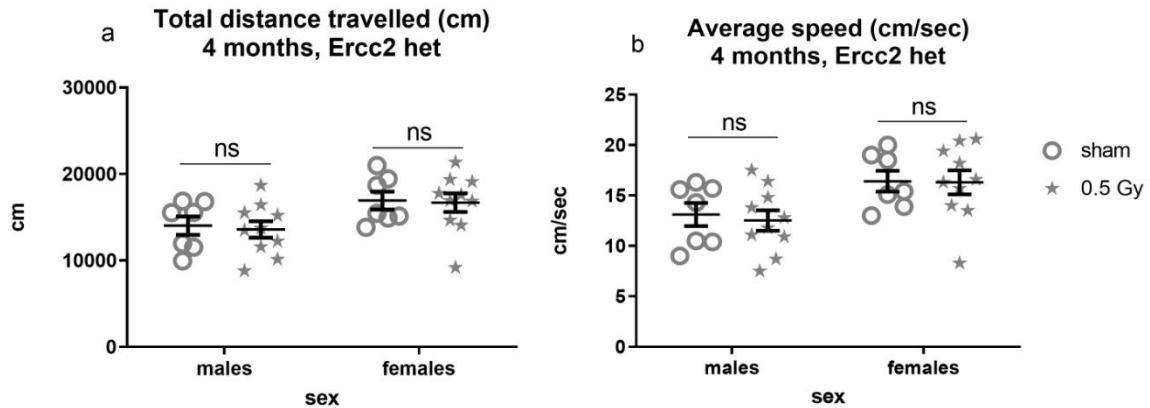 a
Total distance travelled (cm)
4 months, Ercc2 het
30000
20000
10000
0
cm
ns
ns
males
females
sex
b
Average speed (cm/sec)
4 months, Ercc2 het
25
20
15
10
5
0
cm/sec
ns
ns
males
females
sex
sham
0.5 Gy